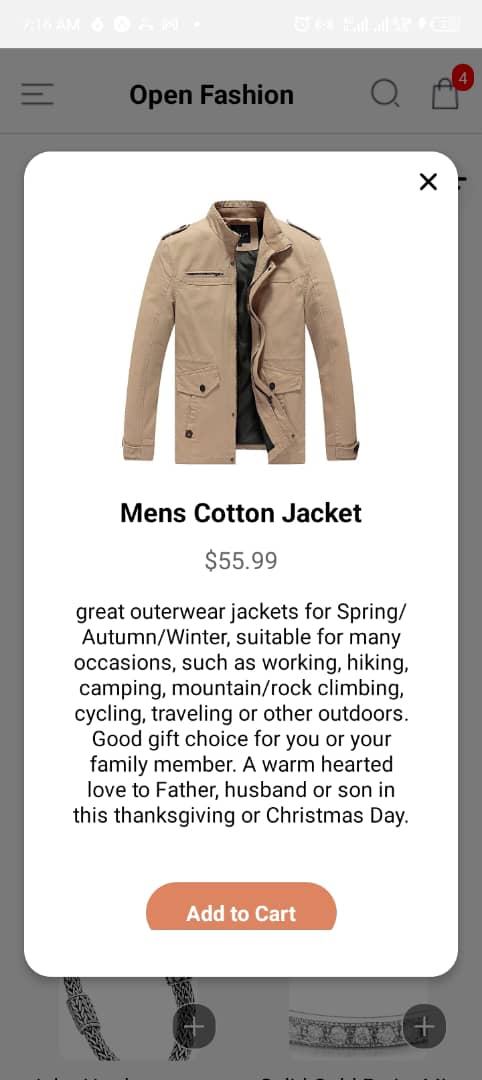 7:16 AM
Open Fashion
4
Mens Cotton Jacket
$55.99
great outerwear jackets for Spring/
Autumn/Winter, suitable for many
occasions, such as working, hiking,
camping, mountain/rock climbing,
cycling, traveling or other outdoors.
Good gift choice for you or your
family member. A warm hearted
love to Father, husband or son in
this thanksgiving or Christmas Day.
Add to Cart